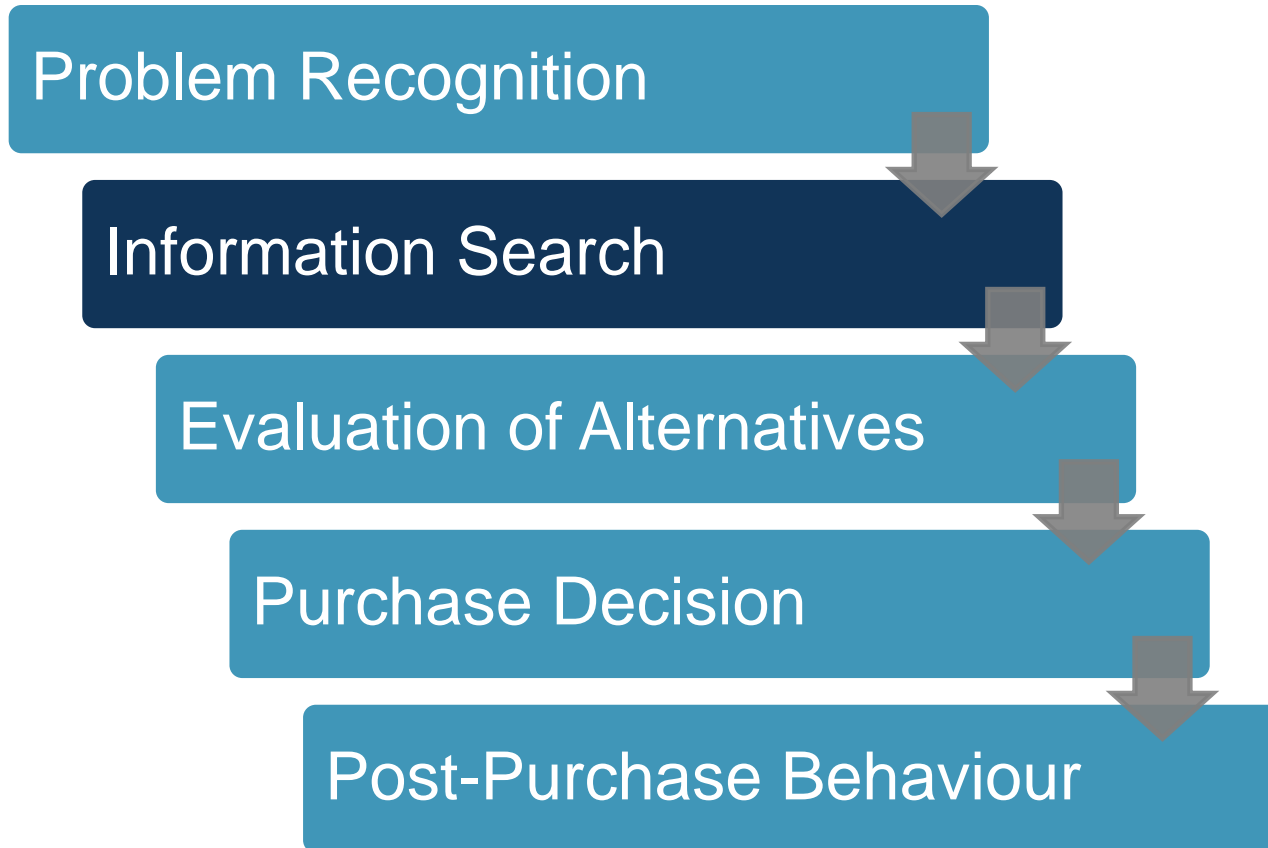 Problem Recognition
Information Search
Evaluation of Alternatives
Purchase Decision
Post-Purchase Behaviour